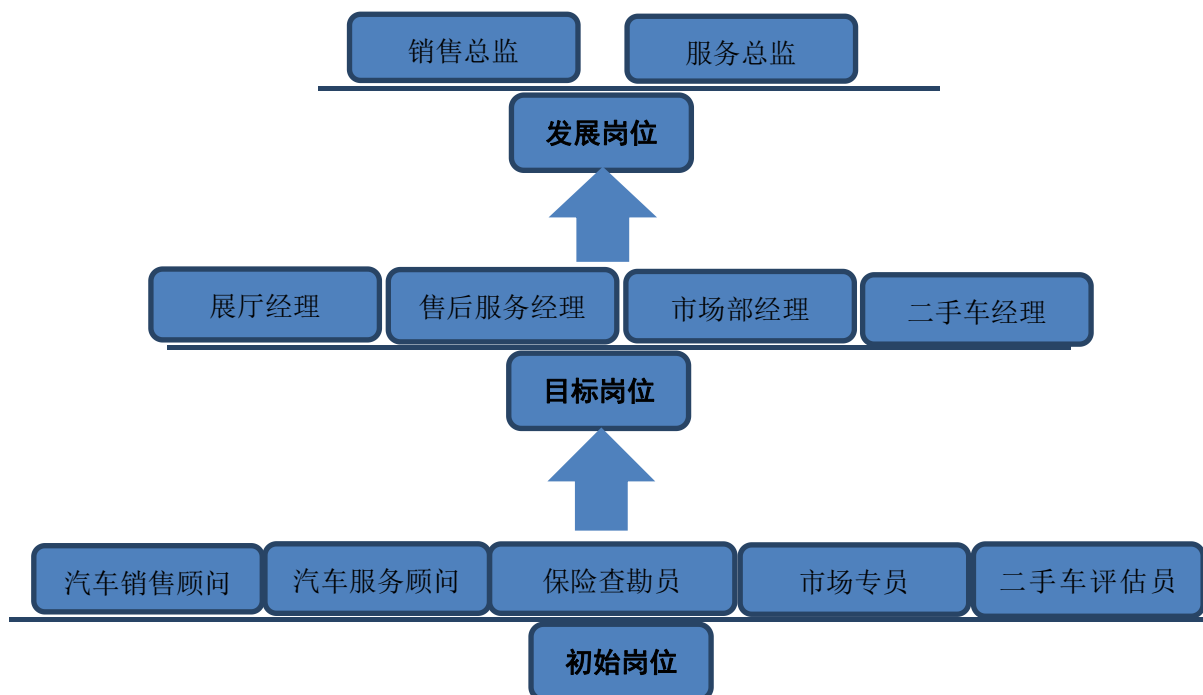 销售总监
服务总监
发展岗位
展厅经理
售后服务经理
市场部经理
二手车经理
目标岗位
汽车销售顾问
汽车服务顾问
保险查勘员
市场专员
二手车评估员
初始岗位